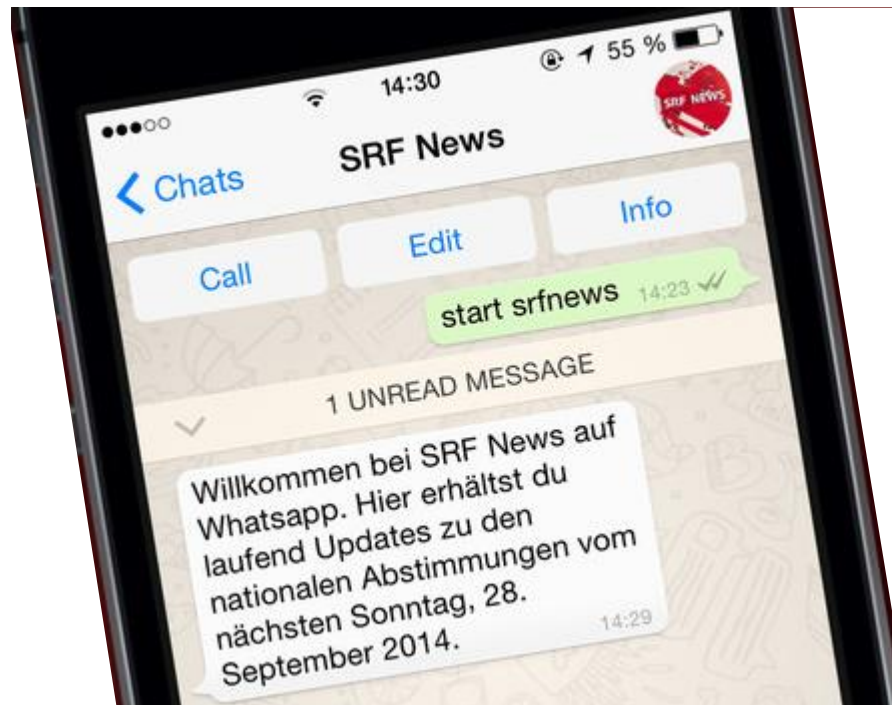 14:30
55 %
Chats
SRF News
SRF NEWS
Call
Edit
Info
start srfnews 14:23
1 UNREAD MESSAGE
Willkommen bei SRF News auf
Whatsapp. Hier erhältst du
laufend Updates zu den
nationalen Abstimmungen vom
nächsten Sonntag, 28.
September 2014.
14:29